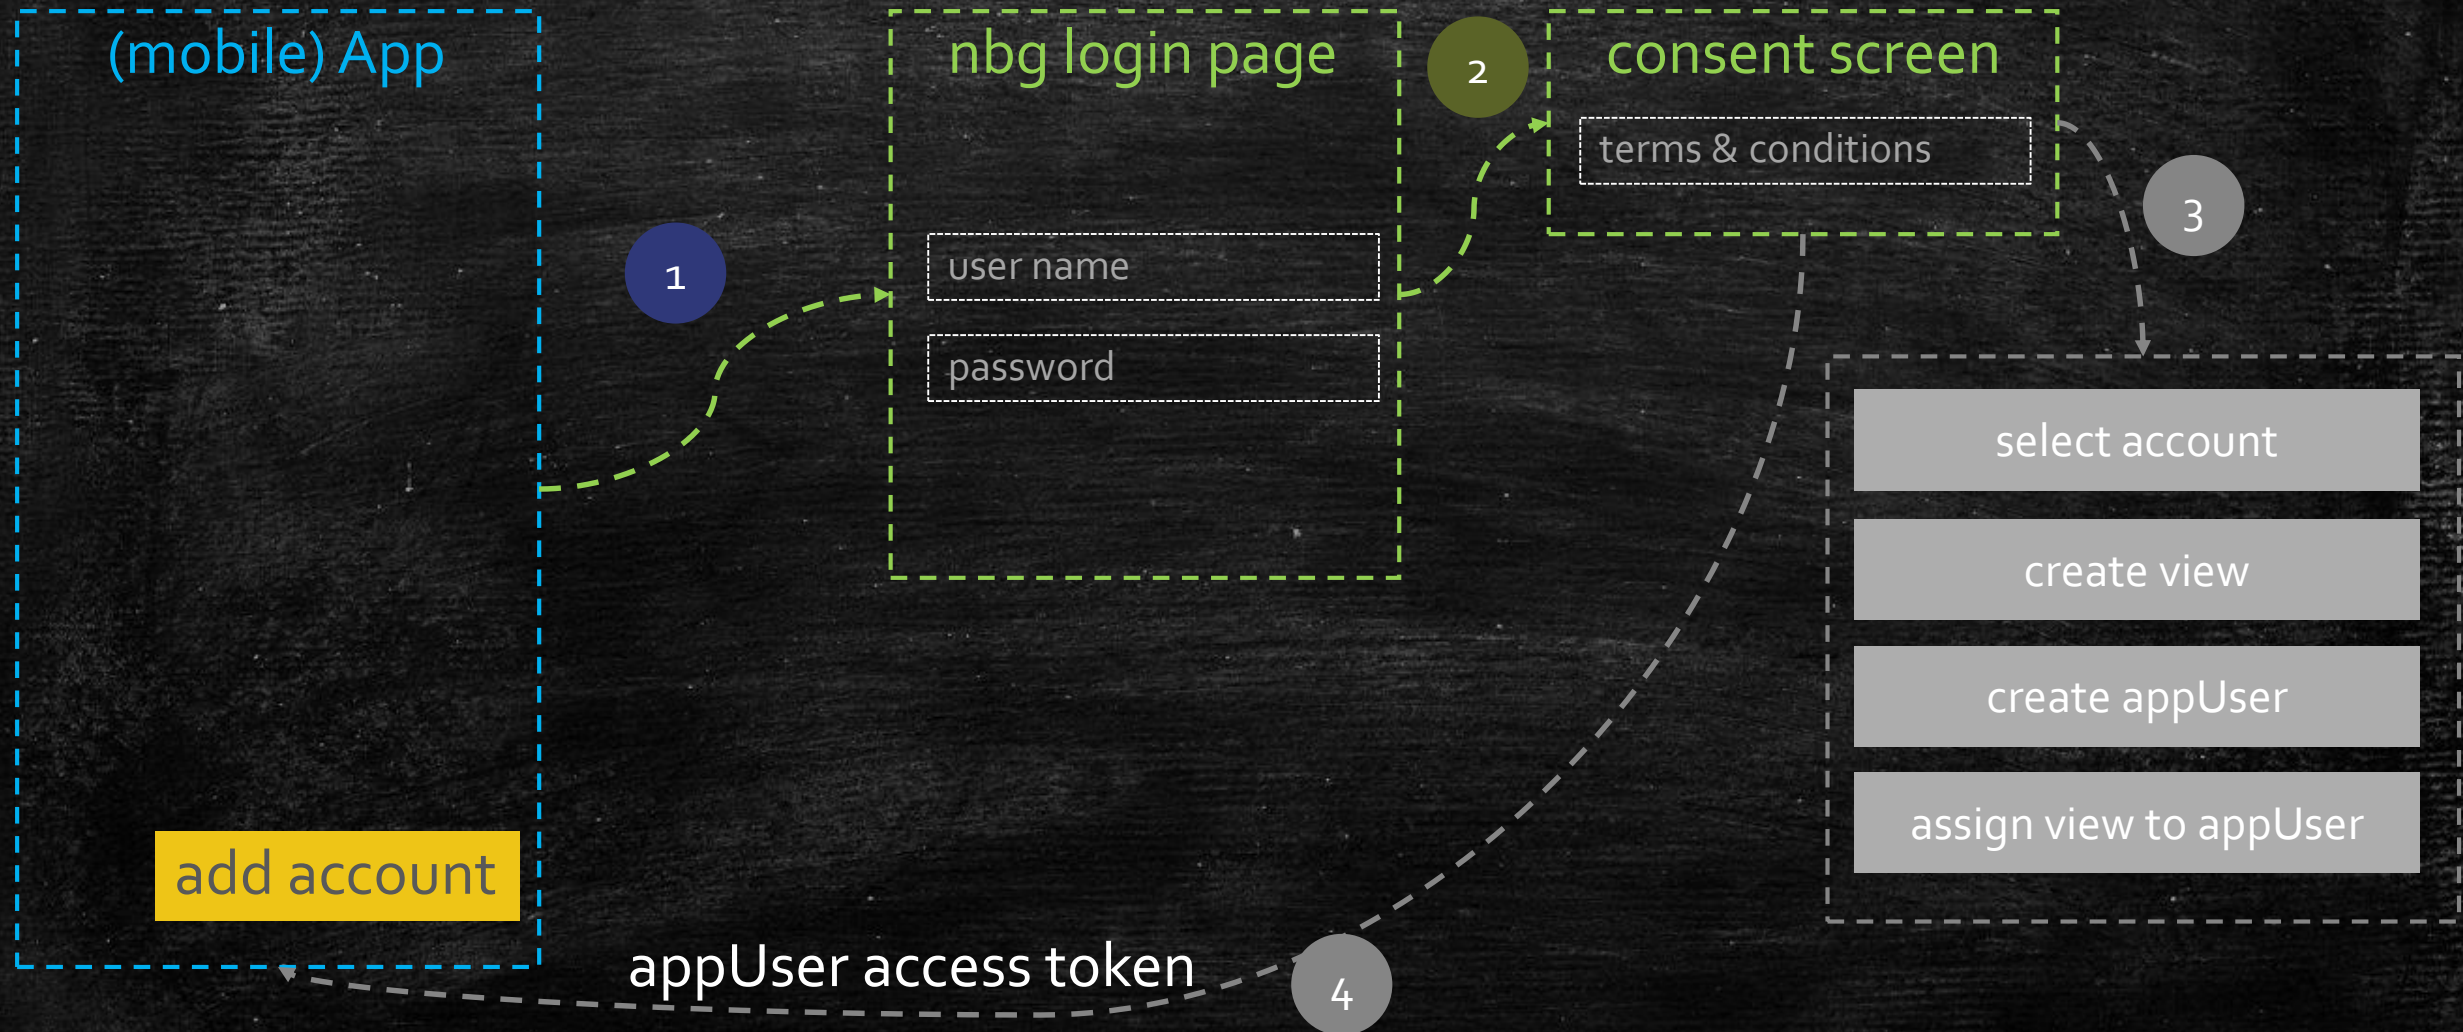 (mobile) App
add account
1
nbg login page
user name
password
2
consent screen
terms & conditions
3
select account
create view
create appUser
assign view to appUser
appUser access token
4